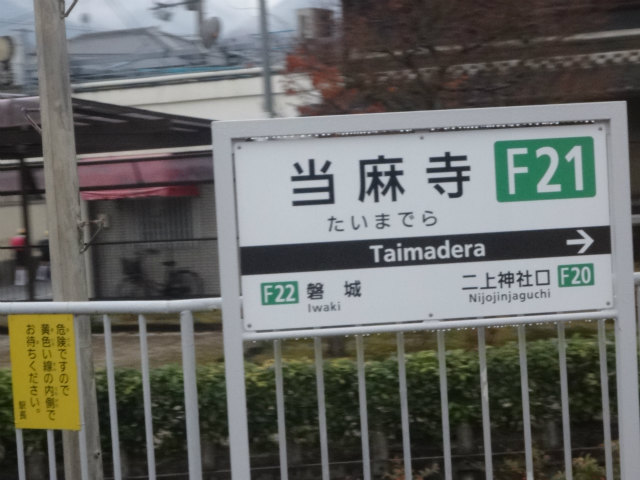 当麻寺 F21
たいまでら
Taimadera →
F22 磐城
Iwaki
二上神社口 F20
Nijojinjaguchi
危険ですので
黄色い線の内側で
お待ちください。
駅長